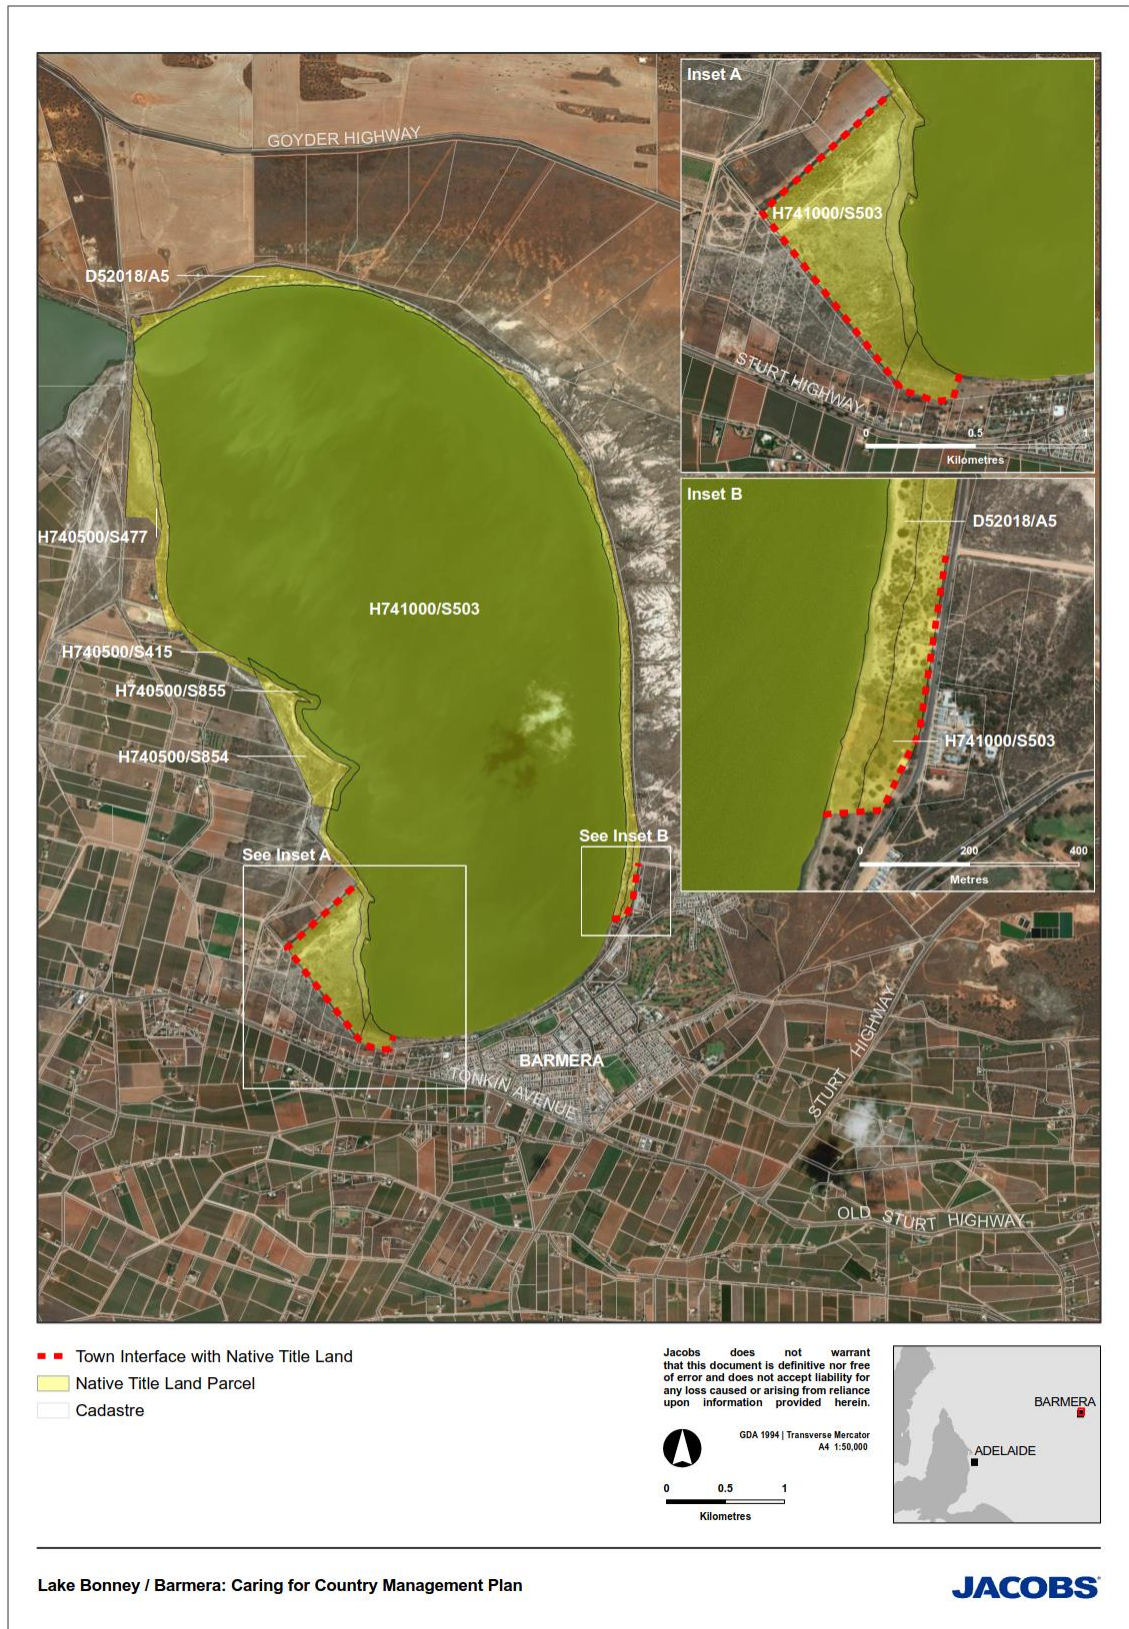 GOYDER HIGHWAY
D52018/A5
H740500/S477
H741000/S503
H740500/S415
H740500/S855
H740500/S854
See Inset A
See Inset B
BARMERA
TONKIN AVENUE
STURT HIGHWAY
OLD STURT HIGHWAY
Inset A
H741000/S503
STURT HIGHWAY
0 0.5 1
Kilometres
Inset B
D52018/A5
H741000/S503
0 200 400
Metres
Town Interface with Native Title Land
Native Title Land Parcel
Cadastre
Jacobs does not warrant
that this document is definitive nor free
of error and does not accept liability for
any loss caused or arising from reliance
upon information provided herein.
GDA 1994 | Transverse Mercator
A4 1:50,000
0 0.5 1
Kilometres
BARMERA
ADELAIDE
Lake Bonney / Barmera: Caring for Country Management Plan
JACOBS